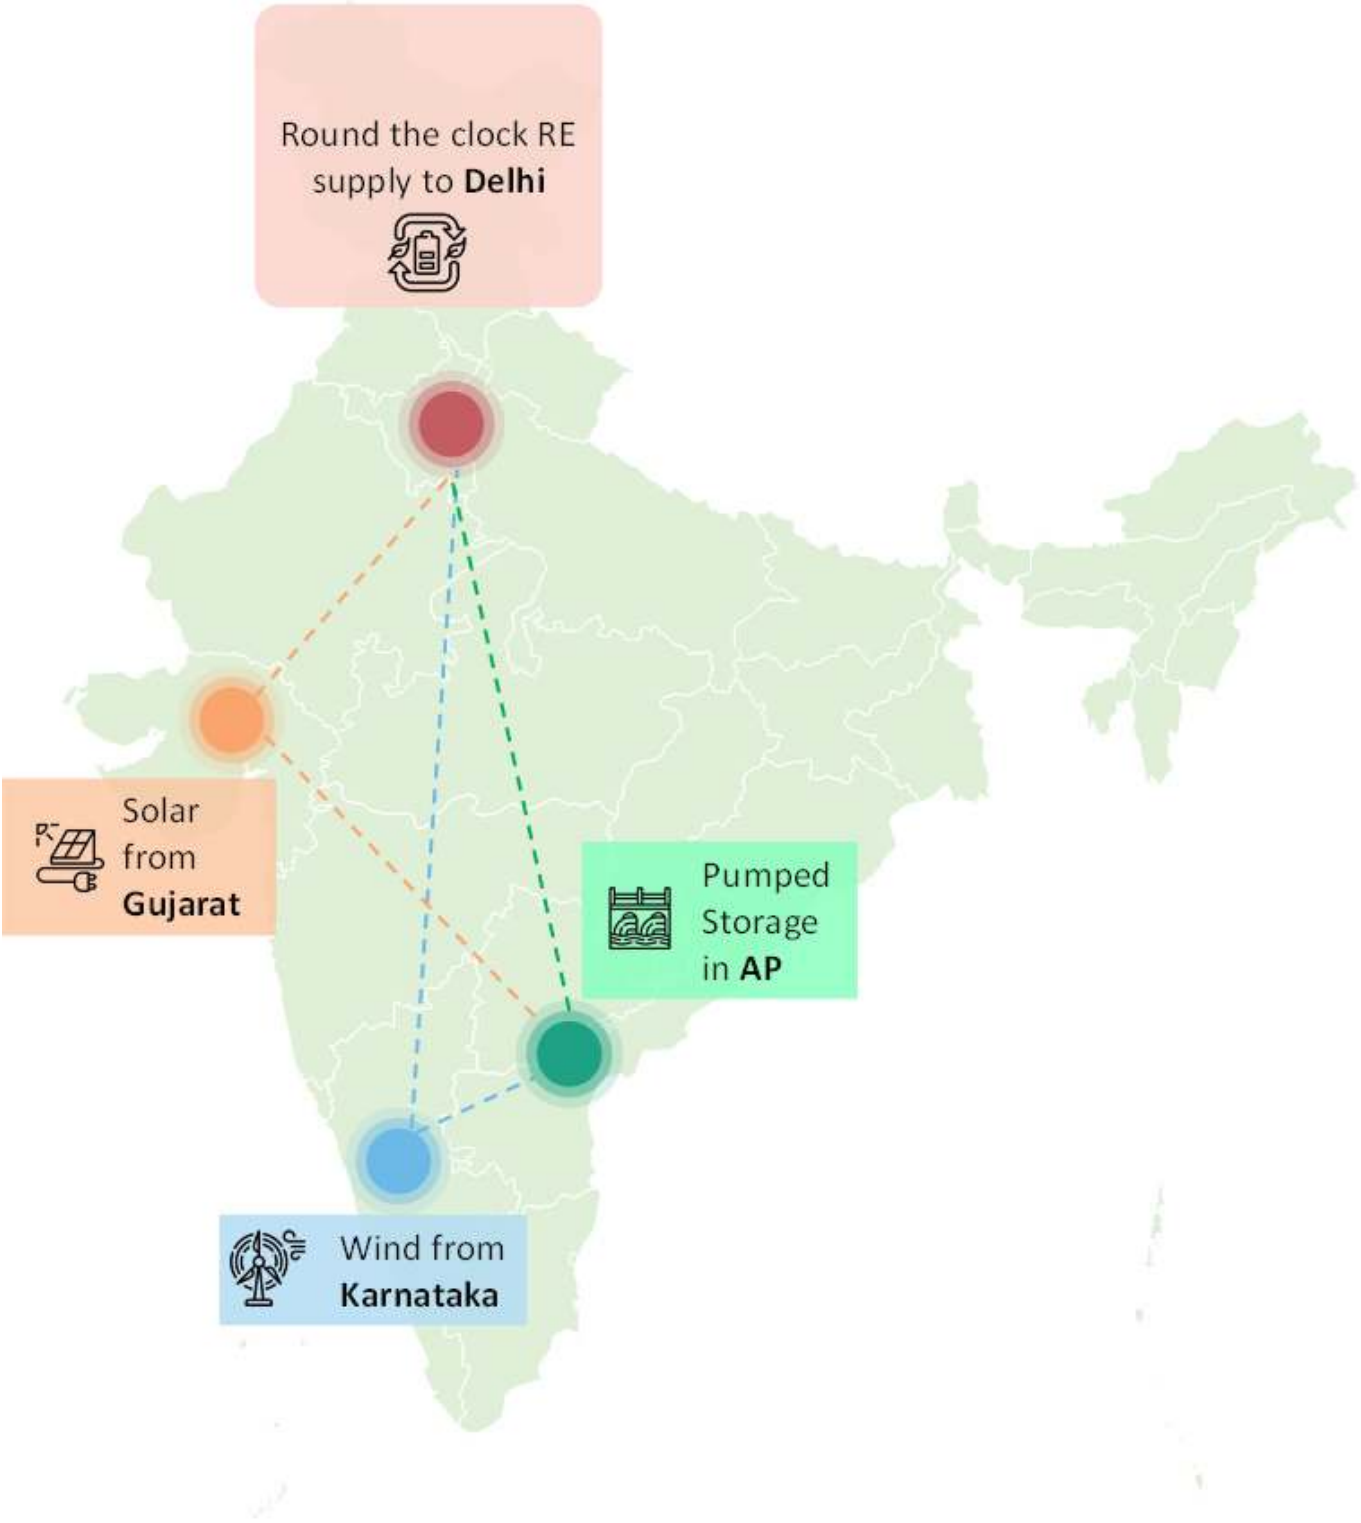 Round the clock RE
supply to Delhi
Solar
from
Gujarat
Pumped
Storage
in AP
Wind from
Karnataka